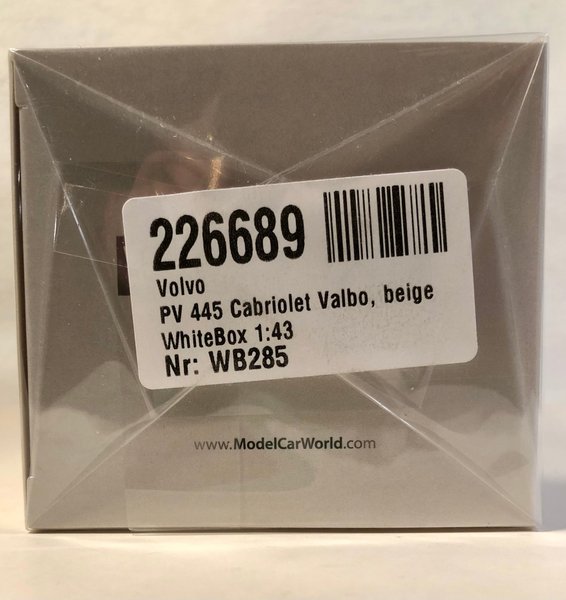 226689
Volvo
PV 445 Cabriolet Valbo, beige
WhiteBox 1:43
Nr: WB285
www.ModelCarWorld.com